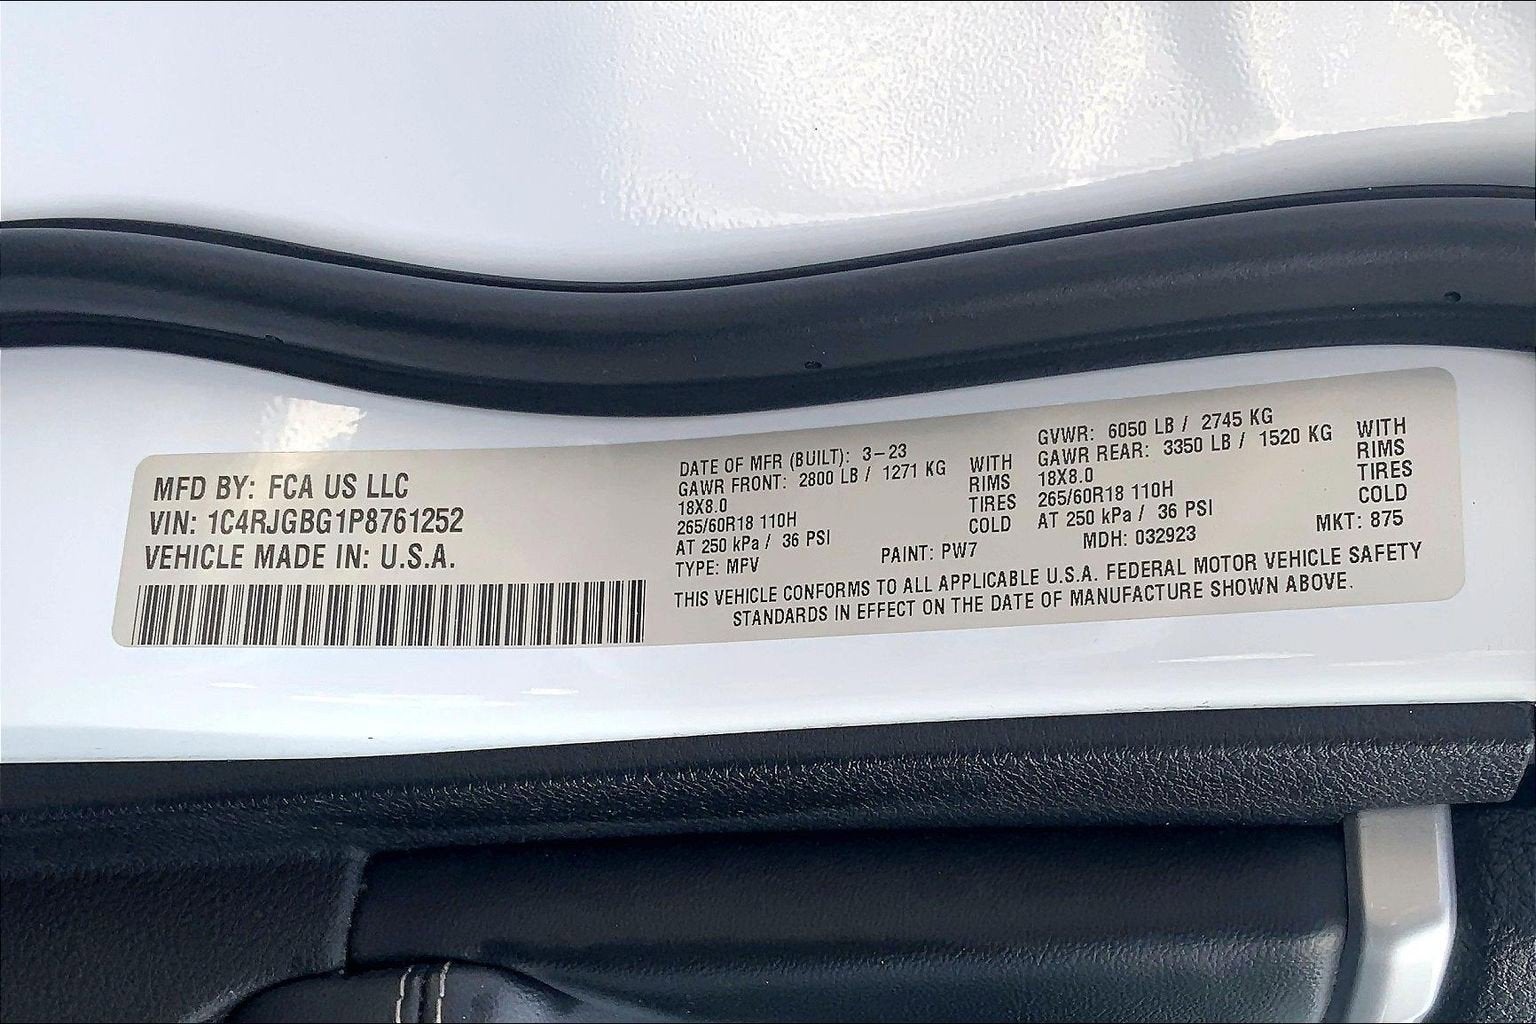 MFD BY: FCA US LLC
VIN: 1C4RJGBG1P8761252
VEHICLE MADE IN: U.S.A.
DATE OF MFR (BUILT): 3-23
GAWR FRONT: 2800 LB / 1271 KG WITH
18X8.0 RIMS
265/60R18 110H TIRES
AT 250 kPa / 36 PSI COLD
TYPE: MPV PAINT: PW7
GVWR: 6050 LB / 2745 KG
GAWR REAR: 3350 LB / 1520 KG WITH
18X8.0 RIMS
265/60R18 110H TIRES
AT 250 kPa / 36 PSI COLD
MDH: 032923 MKT: 875
THIS VEHICLE CONFORMS TO ALL APPLICABLE U.S.A. FEDERAL MOTOR VEHICLE SAFETY
STANDARDS IN EFFECT ON THE DATE OF MANUFACTURE SHOWN ABOVE.